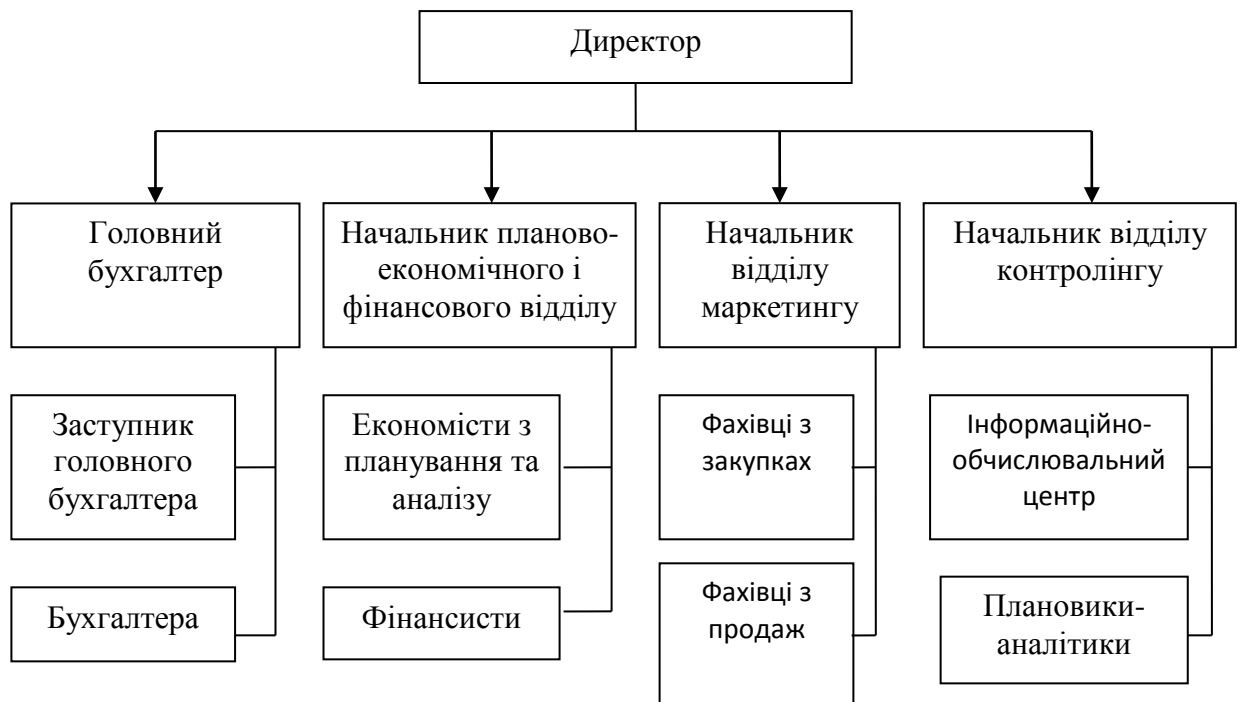 Директор
Головний
бухгалтер
Начальник планово-
економічного і
фінансового відділу
Начальник
відділу
маркетингу
Начальник відділу
контролінгу
Заступник
головного
бухгалтера
Економісти з
планування та
аналізу
Фахівці з
закупках
Інформаційно-
обчислювальний
центр
Бухгалтера
Фінансисти
Фахівці з
продаж
Плановики-
аналітики